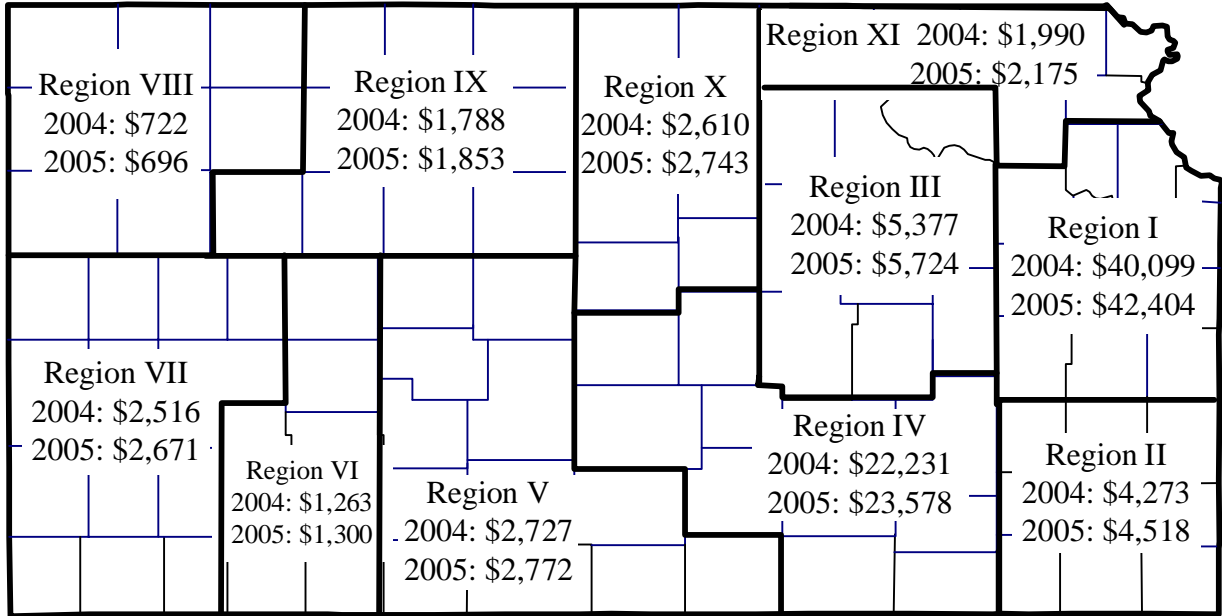 Region VIII
2004: $722
2005: $696
Region IX
2004: $1,788
2005: $1,853
Region X
2004: $2,610
2005: $2,743
Region XI 2004: $1,990
2005: $2,175
Region III
2004: $5,377
2005: $5,724
Region I
2004: $40,099
2005: $42,404
Region VII
2004: $2,516
2005: $2,671
Region VI
2004: $1,263
2005: $1,300
Region V
2004: $2,727
2005: $2,772
Region IV
2004: $22,231
2005: $23,578
Region II
2004: $4,273
2005: $4,518